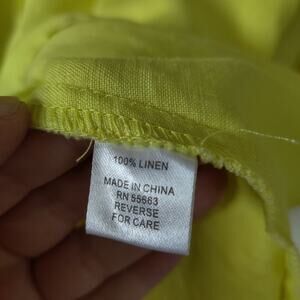 100% LINEN
MADE IN CHINA
RN 55663
REVERSE
FOR CARE